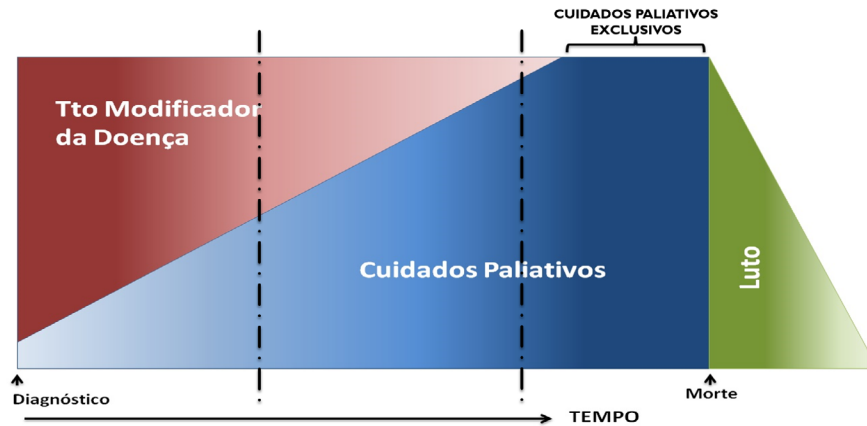 CUIDADOS PALIATIVOS
EXCLUSIVOS
Tto Modificador
da Doença
Cuidados Paliativos
Luto
Diagnóstico
Morte
TEMPO